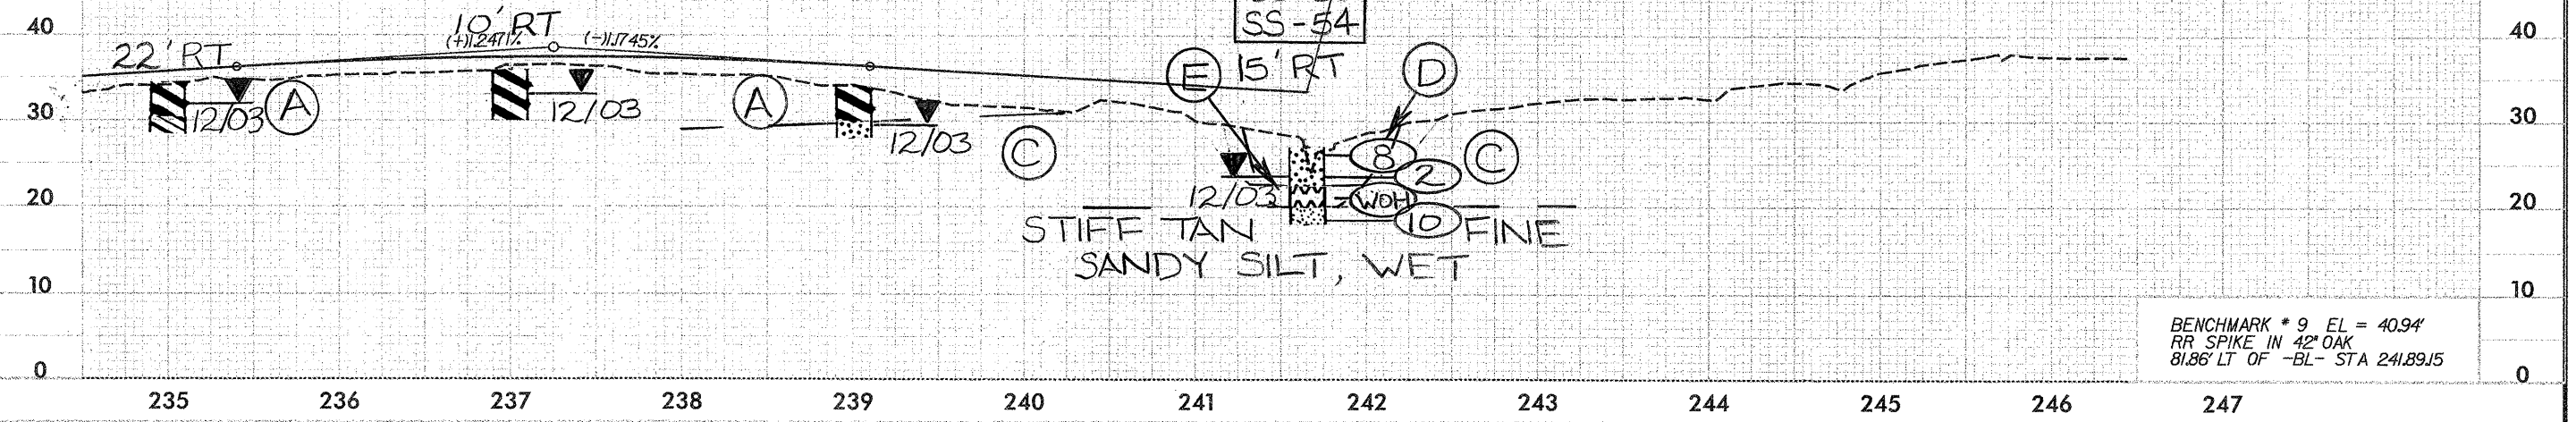 40
10' RT
SS-54
40
22' RT
(+)1.2471%
(-)1.1745%
E
15' RT
D
30
12/03
A
12/03
A
12/03
C
8
C
30
2
20
12/03
WOH
20
STIFF TAN
10
FINE
SANDY SILT, WET
10
10
BENCHMARK * 9 EL = 40.94'
RR SPIKE IN 42" OAK
81.86' LT OF -BL- STA 241.89.15
0
0
235 236 237 238 239 240 241 242 243 244 245 246 247